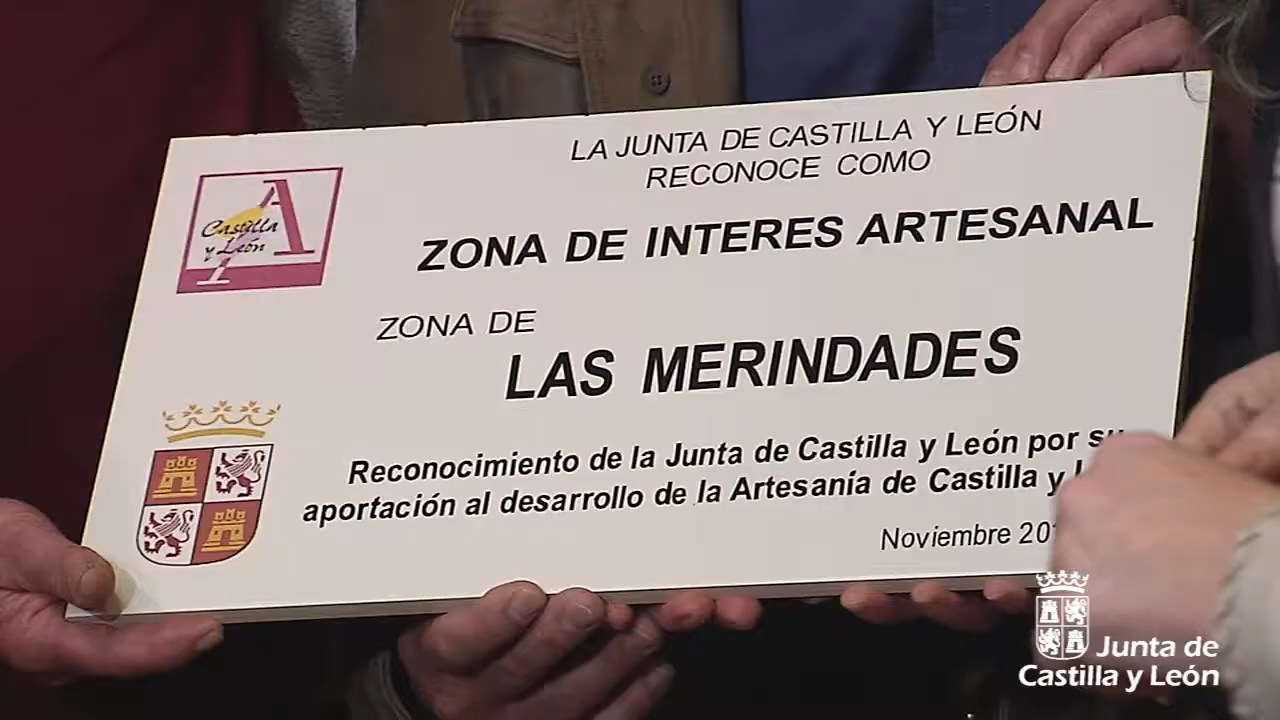 LA JUNTA DE CASTILLA Y LEÓN
RECONOCE COMO
Castilla
y León
A
ZONA DE INTERES ARTESANAL
ZONA DE
LAS MERINDADES
Reconocimiento de la Junta de Castilla y León por su
aportación al desarrollo de la Artesanía de Castilla y
Noviembre
Junta de
Castilla y León